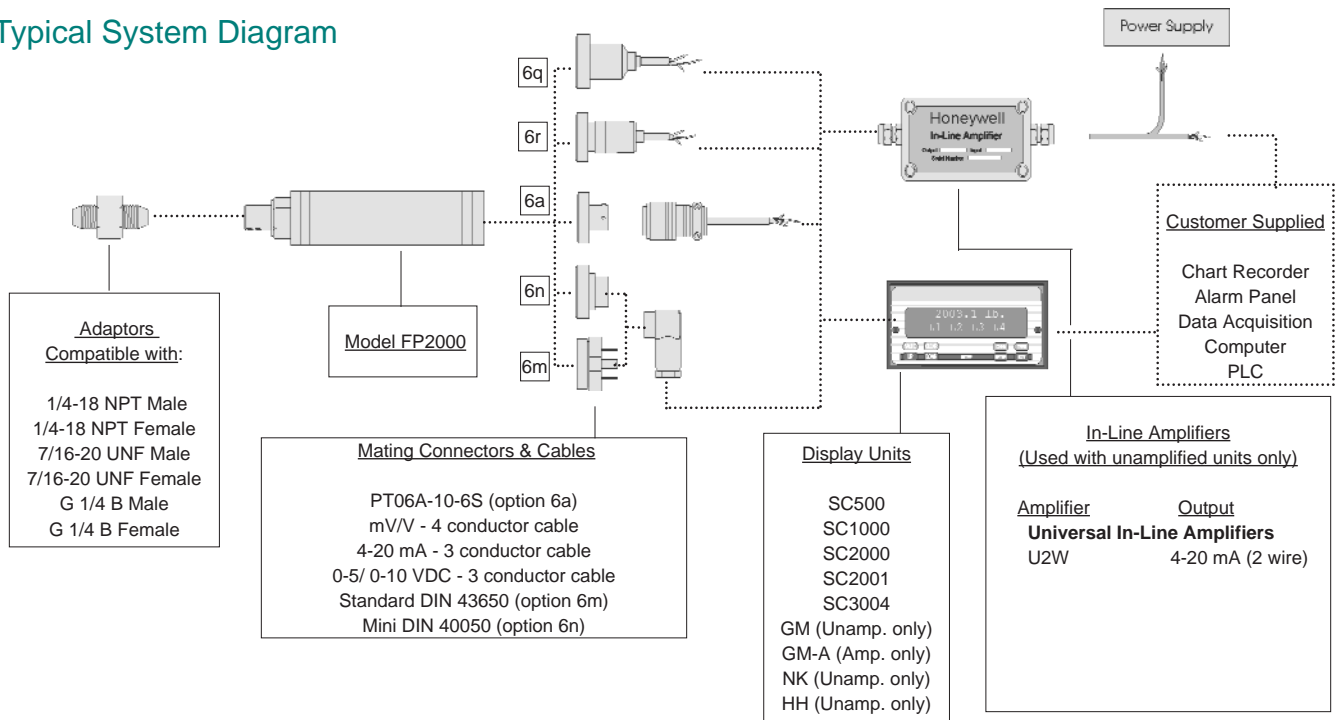 Typical System Diagram
Power Supply
6q
6r
6a
6n
6m
Honeywell
In-Line Amplifier
Output Input
Serial Number
Customer Supplied
Chart Recorder
Alarm Panel
Data Acquisition
Computer
PLC
2003.1 lb.
Adaptors
Compatible with:
1/4-18 NPT Male
1/4-18 NPT Female
7/16-20 UNF Male
7/16-20 UNF Female
G 1/4 B Male
G 1/4 B Female
Model FP2000
Mating Connectors & Cables
PT06A-10-6S (option 6a)
mV/V - 4 conductor cable
4-20 mA - 3 conductor cable
0-5/ 0-10 VDC - 3 conductor cable
Standard DIN 43650 (option 6m)
Mini DIN 40050 (option 6n)
Display Units
SC500
SC1000
SC2000
SC2001
SC3004
GM (Unamp. only)
GM-A (Amp. only)
NK (Unamp. only)
HH (Unamp. only)
In-Line Amplifiers
(Used with unamplified units only)
Amplifier Output
Universal In-Line Amplifiers
U2W 4-20 mA (2 wire)